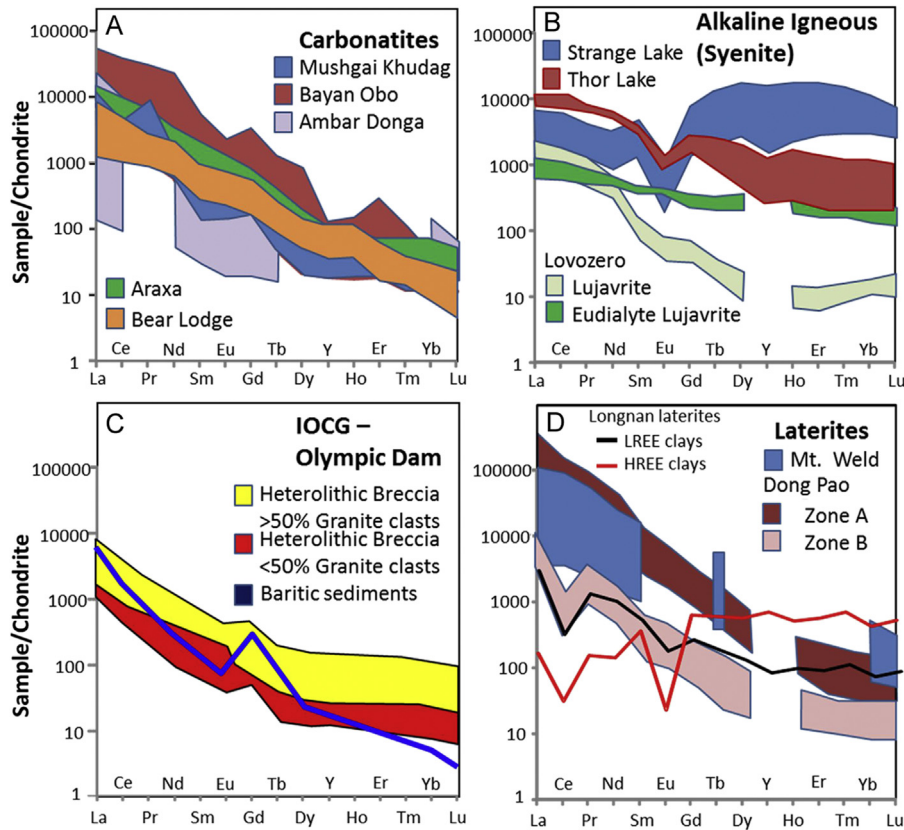 A
Carbonatites
Mushgai Khudag
Bayan Obo
Ambar Donga
Araxa
Bear Lodge
Sample/Chondrite
100000
10000
1000
100
10
1
Ce Nd Eu Tb Y Er Yb
La Pr Sm Gd Dy Ho Tm Lu
B
Alkaline Igneous
(Syenite)
Strange Lake
Thor Lake
Lovozero
Lujavrite
Eudialyte Lujavrite
100000
10000
1000
100
10
1
Ce Nd Eu Tb Y Er Yb
La Pr Sm Gd Dy Ho Tm Lu
C
IOCG –
Olympic Dam
Heterolithic Breccia
>50% Granite clasts
Heterolithic Breccia
<50% Granite clasts
Baritic sediments
Sample/Chondrite
100000
10000
1000
100
10
1
Ce Nd Eu Tb Y Er Yb
La Pr Sm Gd Dy Ho Tm Lu
D
Longnan laterites
LREE clays
HREE clays
Laterites
Mt. Weld
Dong Pao
Zone A
Zone B
100000
10000
1000
100
10
1
Ce Nd Eu Tb Y Er Yb
La Pr Sm Gd Dy Ho Tm Lu